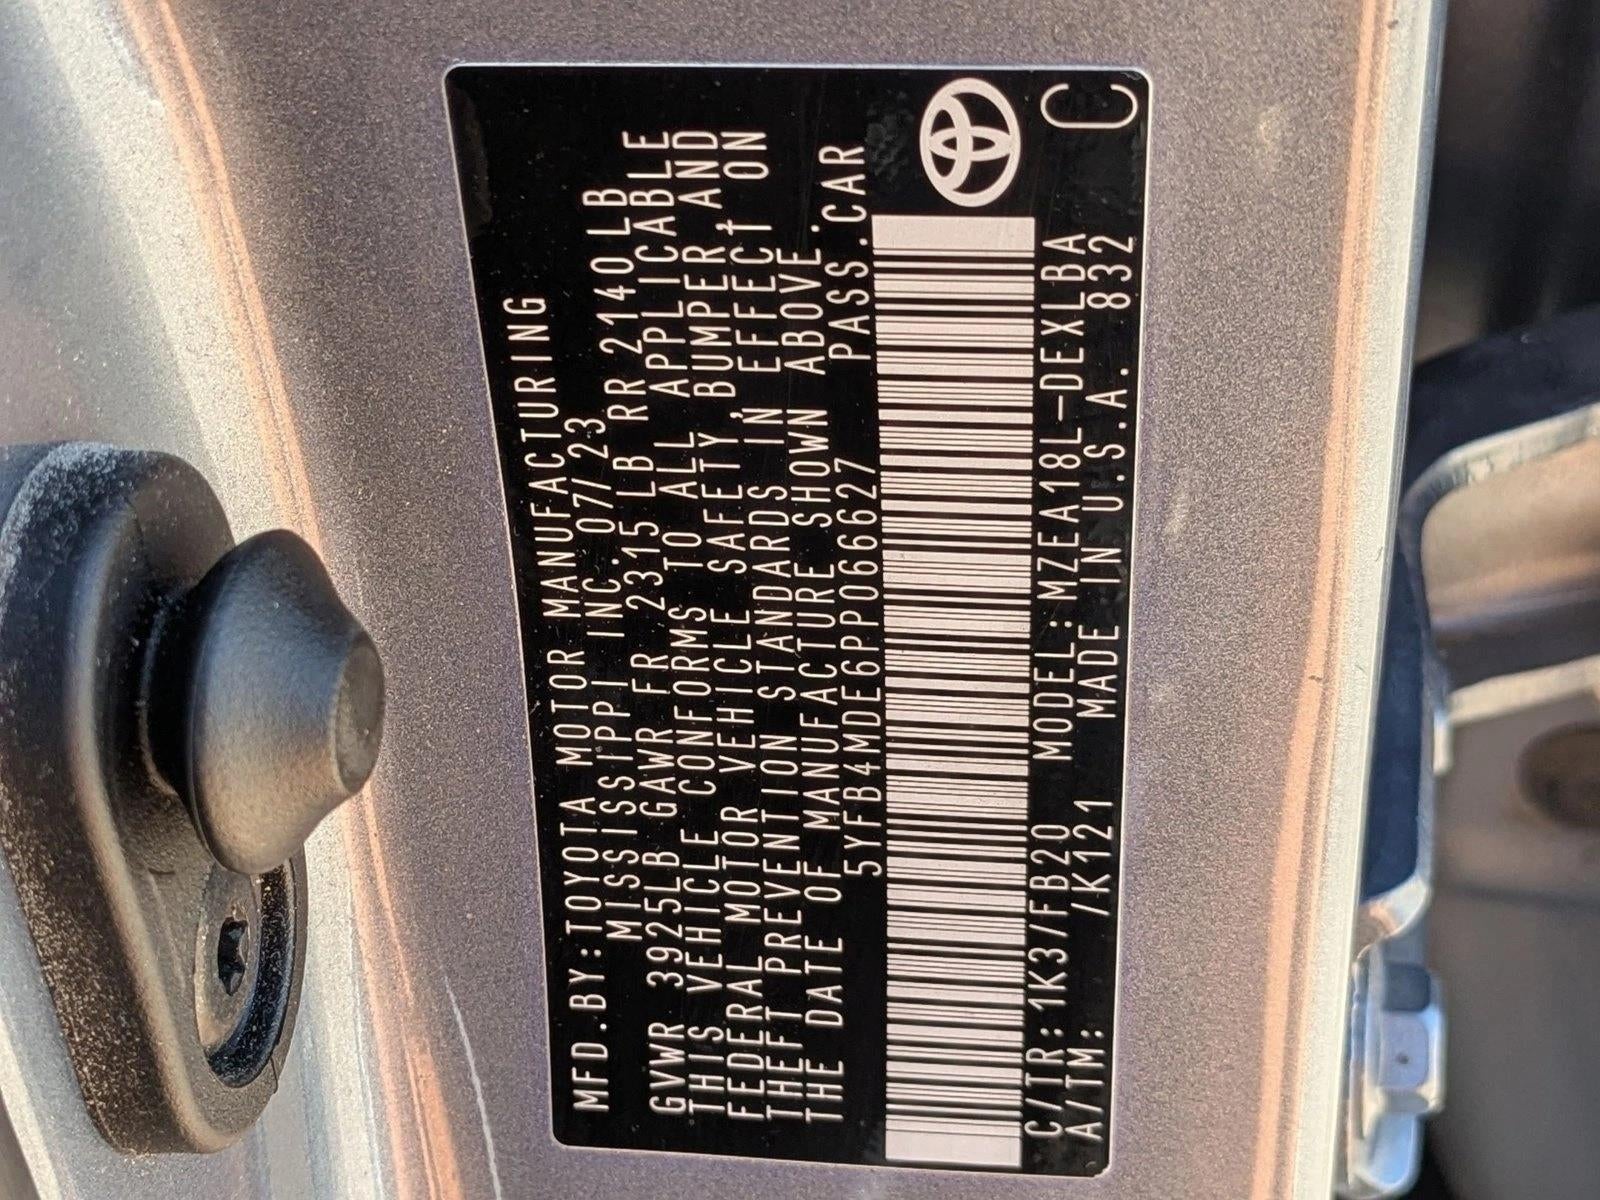 MFD.BY:TOYOTA MOTOR MANUFACTURING
MISSISSIPPI INC. 07/23
GVWR 3925LB GAWR FR 2315LB RR 2140LB
THIS VEHICLE CONFORMS TO ALL APPLICABLE
FEDERAL MOTOR VEHICLE SAFETY,BUMPER AND
THEFT PREVENTION STANDARDS IN EFFECT ON
THE DATE OF MANUFACTURE SHOWN ABOVE.
5YFB4MDE6PP066627 PASS.CAR
C/TR:1K3/FB20 MODEL:MZEA18L-DEXLBA
A/TM: /K121 MADE IN U.S.A. 832
C